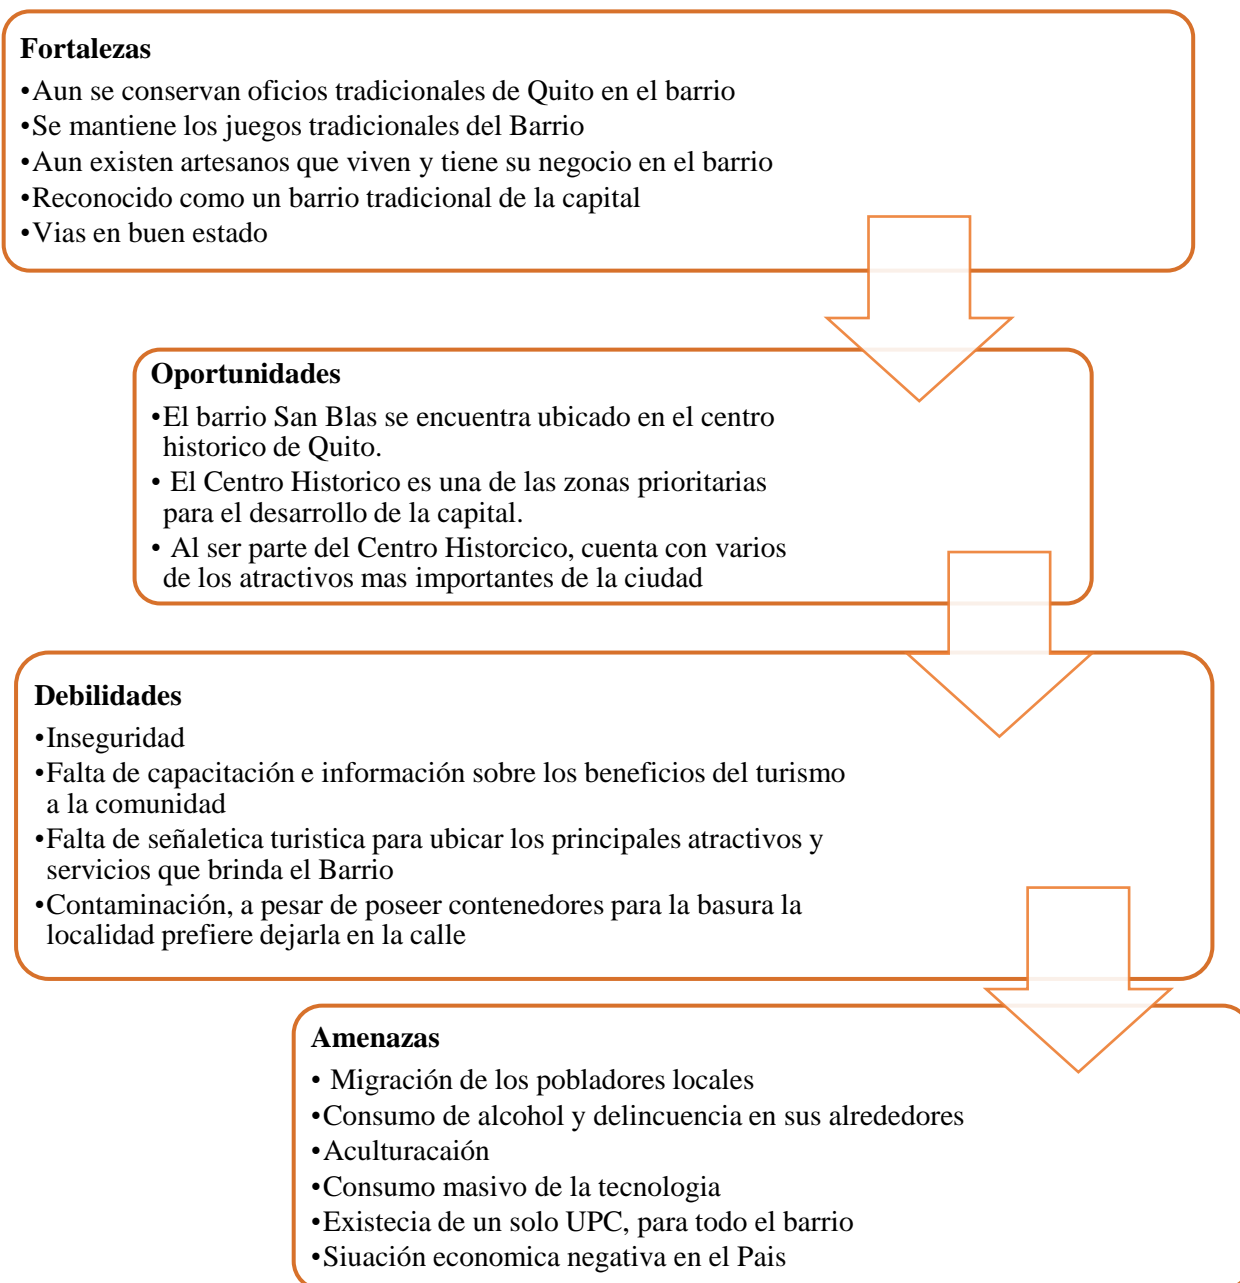 Fortalezas
•Aun se conservan oficios tradicionales de Quito en el barrio
•Se mantiene los juegos tradicionales del Barrio
•Aun existen artesanos que viven y tiene su negocio en el barrio
•Reconocido como un barrio tradicional de la capital
•Vias en buen estado
Oportunidades
•El barrio San Blas se encuentra ubicado en el centro
historico de Quito.
• El Centro Historico es una de las zonas prioritarias
para el desarrollo de la capital.
• Al ser parte del Centro Historcico, cuenta con varios
de los atractivos mas importantes de la ciudad
Debilidades
•Inseguridad
•Falta de capacitación e información sobre los beneficios del turismo
a la comunidad
•Falta de señaletica turistica para ubicar los principales atractivos y
servicios que brinda el Barrio
•Contaminación, a pesar de poseer contenedores para la basura la
localidad prefiere dejarla en la calle
Amenazas
• Migración de los pobladores locales
•Consumo de alcohol y delincuencia en sus alrededores
•Aculturacaión
•Consumo masivo de la tecnologia
•Existecia de un solo UPC, para todo el barrio
•Siuación economica negativa en el Pais